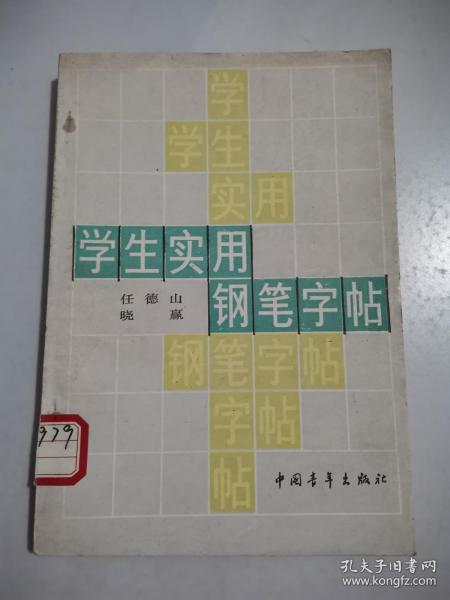 学
学生
实用
学生实用
任德山
晓赢
钢笔字帖
钢笔字帖
字帖
帖
379
中国青年出版社
孔夫子旧书网
www.kongfz.com